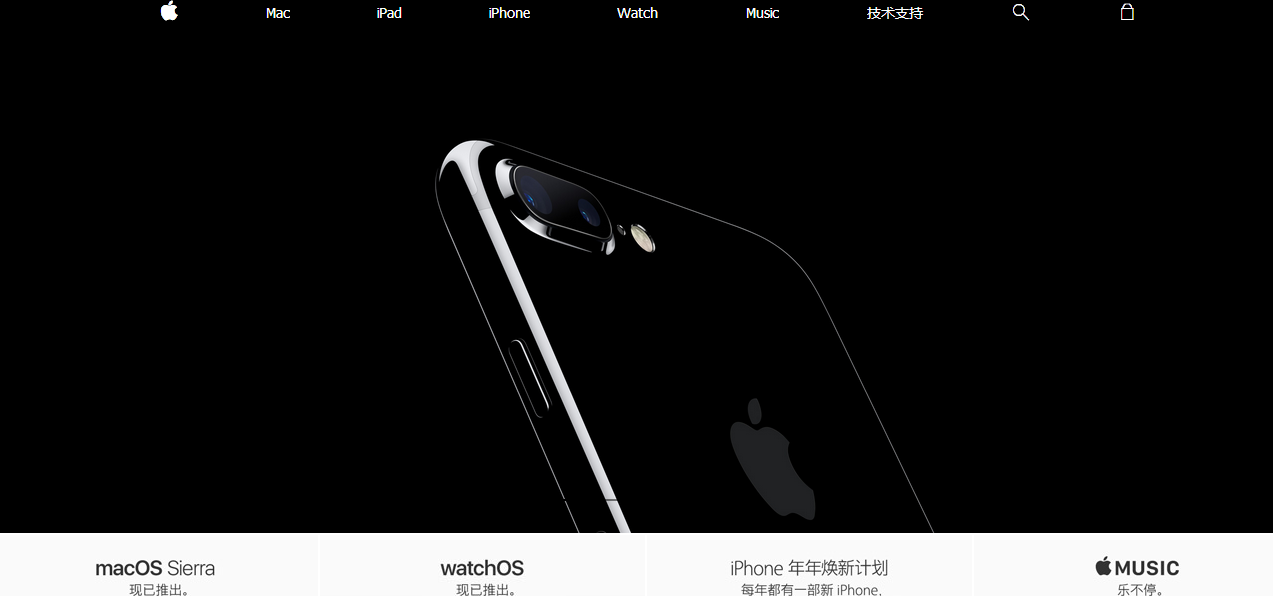 Mac iPad iPhone Watch Music 技术支持
macOS Sierra
现已推出。
watchOS
现已推出。
iPhone 年年焕新计划
每年都有一部新 iPhone.
MUSIC
乐不停。